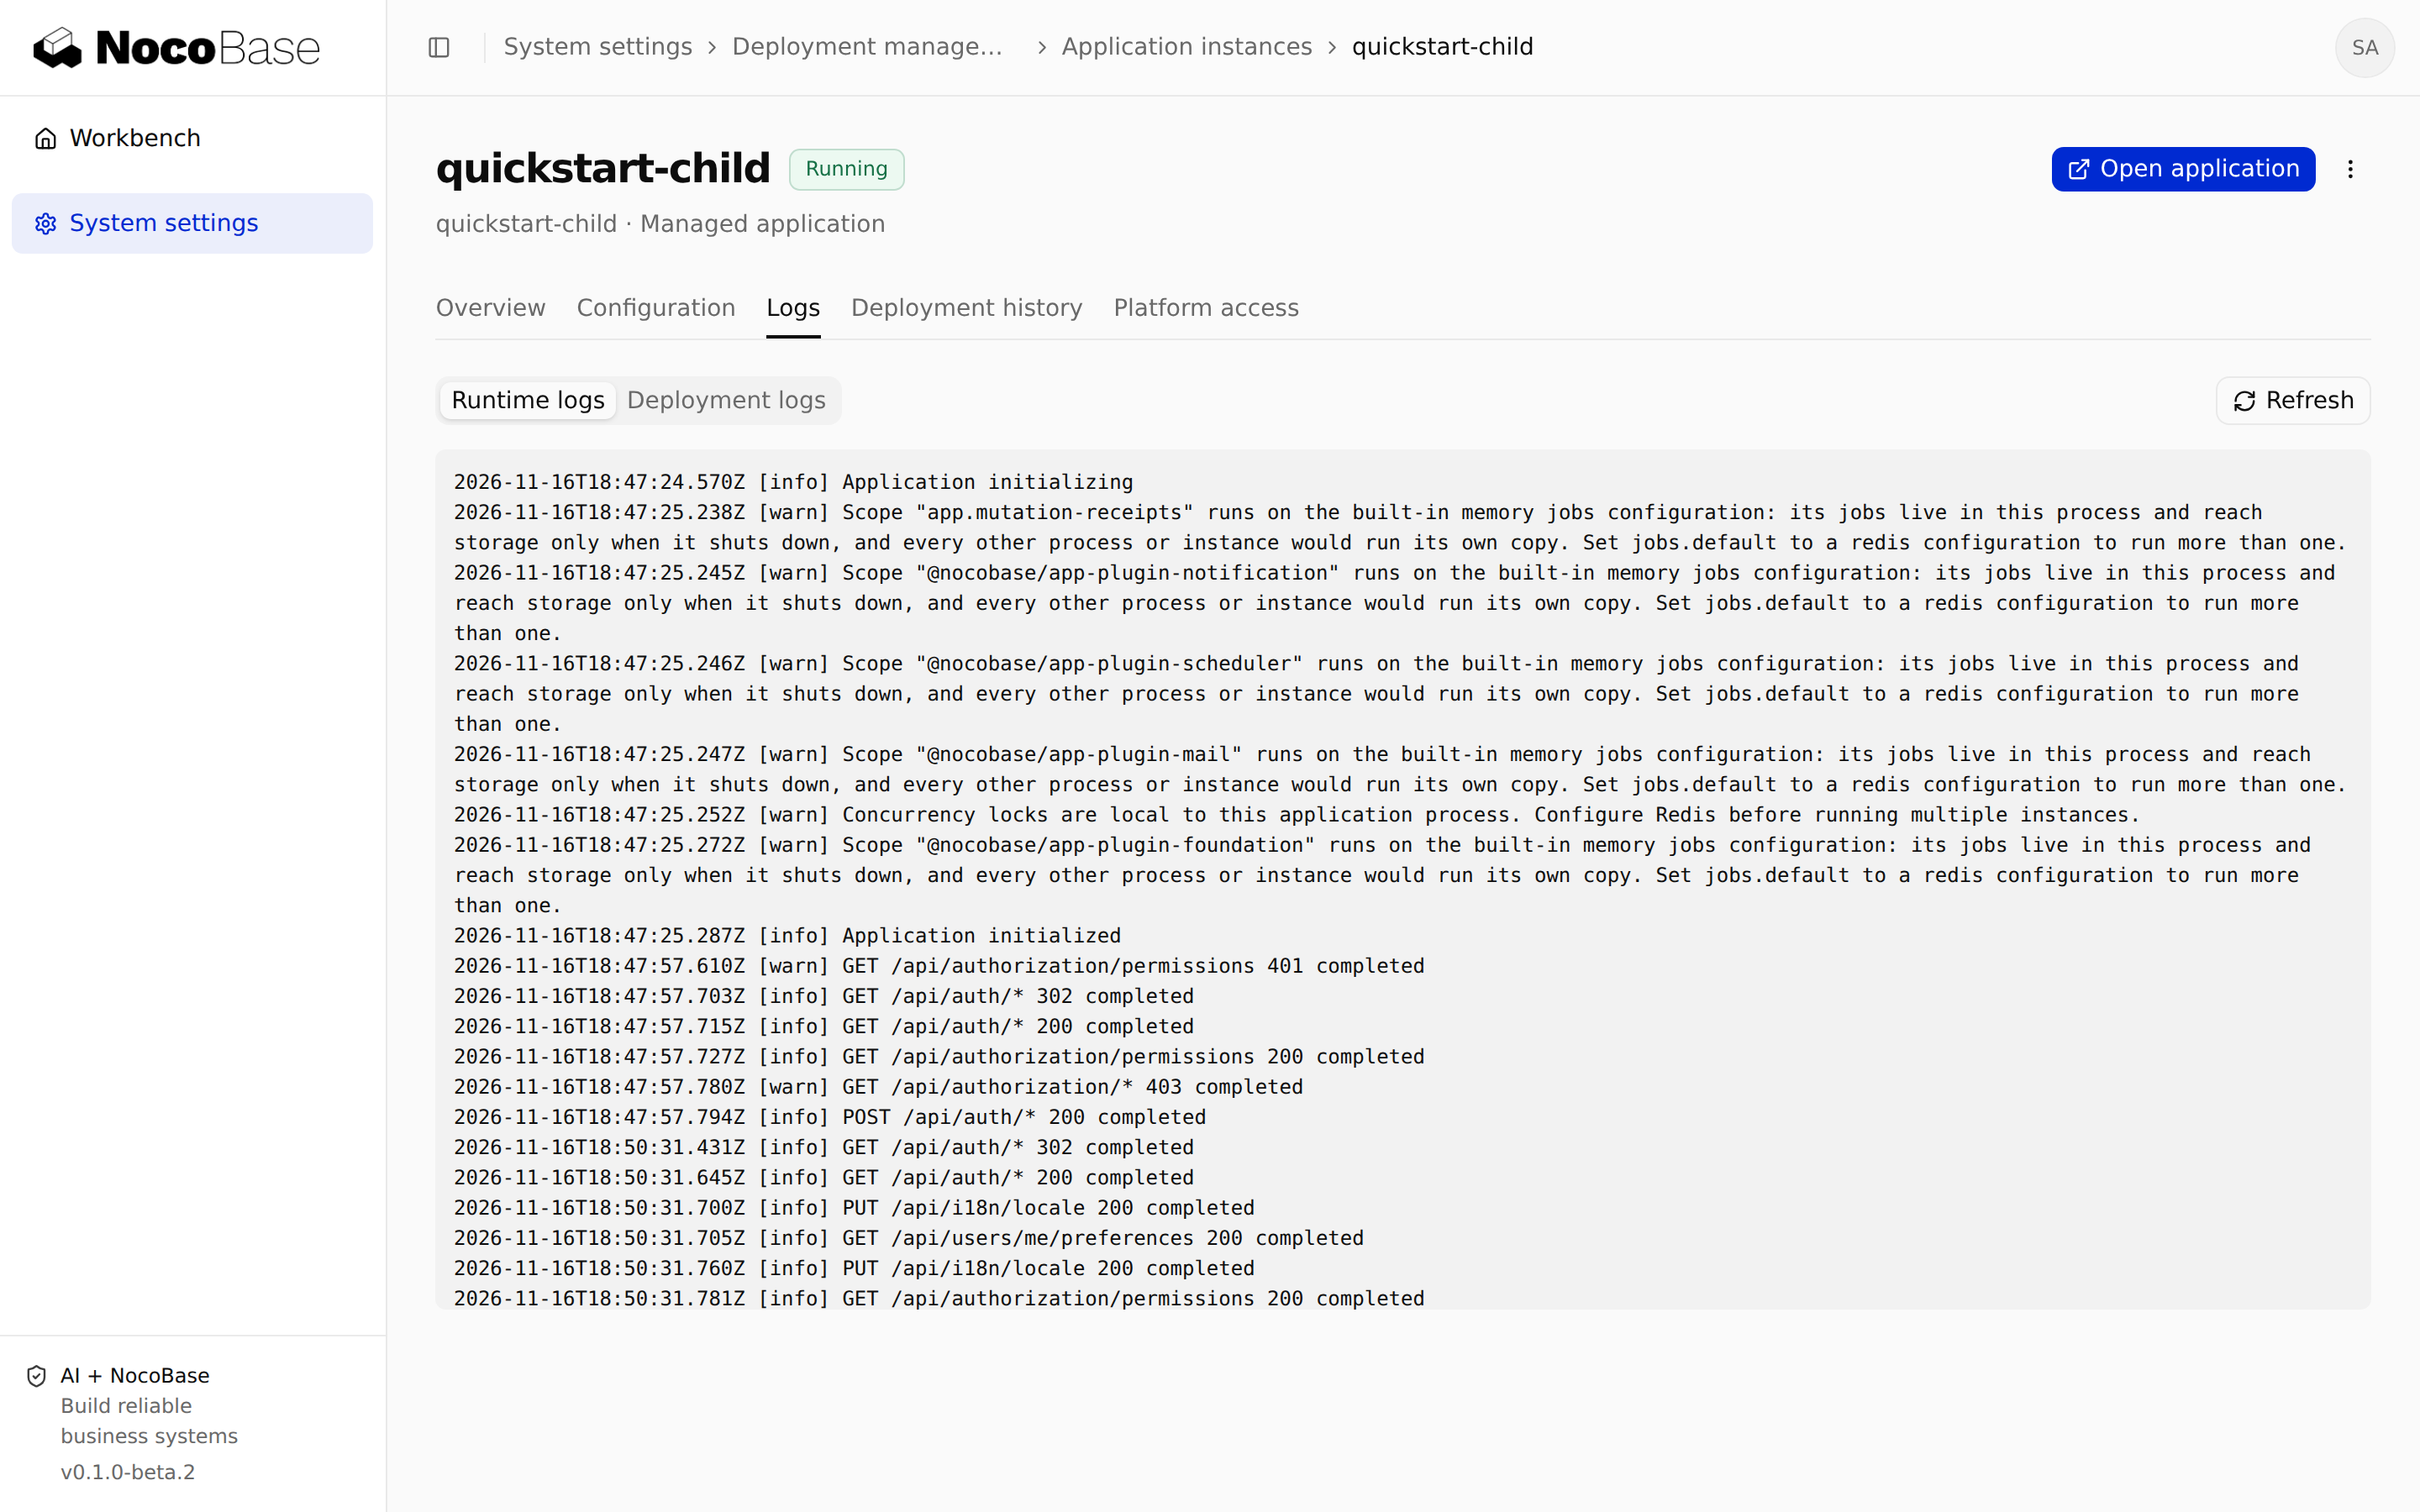 NocoBase
System settings > Deployment manage... > Application instances > quickstart-child
SA
Workbench
System settings
quickstart-child
Running
Open application
quickstart-child · Managed application
Overview
Configuration
Logs
Deployment history
Platform access
Runtime logs
Deployment logs
Refresh
2026-11-16T18:47:24.570Z [info] Application initializing
2026-11-16T18:47:25.238Z [warn] Scope "app.mutation-receipts" runs on the built-in memory jobs configuration: its jobs live in this process and reach
storage only when it shuts down, and every other process or instance would run its own copy. Set jobs.default to a redis configuration to run more than one.
2026-11-16T18:47:25.245Z [warn] Scope "@nocobase/app-plugin-notification" runs on the built-in memory jobs configuration: its jobs live in this process and
reach storage only when it shuts down, and every other process or instance would run its own copy. Set jobs.default to a redis configuration to run more
than one.
2026-11-16T18:47:25.246Z [warn] Scope "@nocobase/app-plugin-scheduler" runs on the built-in memory jobs configuration: its jobs live in this process and
reach storage only when it shuts down, and every other process or instance would run its own copy. Set jobs.default to a redis configuration to run more
than one.
2026-11-16T18:47:25.247Z [warn] Scope "@nocobase/app-plugin-mail" runs on the built-in memory jobs configuration: its jobs live in this process and reach
storage only when it shuts down, and every other process or instance would run its own copy. Set jobs.default to a redis configuration to run more than one.
2026-11-16T18:47:25.252Z [warn] Concurrency locks are local to this application process. Configure Redis before running multiple instances.
2026-11-16T18:47:25.272Z [warn] Scope "@nocobase/app-plugin-foundation" runs on the built-in memory jobs configuration: its jobs live in this process and
reach storage only when it shuts down, and every other process or instance would run its own copy. Set jobs.default to a redis configuration to run more
than one.
2026-11-16T18:47:25.287Z [info] Application initialized
2026-11-16T18:47:57.610Z [warn] GET /api/authorization/permissions 401 completed
2026-11-16T18:47:57.703Z [info] GET /api/auth/* 302 completed
2026-11-16T18:47:57.715Z [info] GET /api/auth/* 200 completed
2026-11-16T18:47:57.727Z [info] GET /api/authorization/permissions 200 completed
2026-11-16T18:47:57.780Z [warn] GET /api/authorization/* 403 completed
2026-11-16T18:47:57.794Z [info] POST /api/auth/* 200 completed
2026-11-16T18:50:31.431Z [info] GET /api/auth/* 302 completed
2026-11-16T18:50:31.645Z [info] GET /api/auth/* 200 completed
2026-11-16T18:50:31.700Z [info] PUT /api/i18n/locale 200 completed
2026-11-16T18:50:31.705Z [info] GET /api/users/me/preferences 200 completed
2026-11-16T18:50:31.760Z [info] PUT /api/i18n/locale 200 completed
2026-11-16T18:50:31.781Z [info] GET /api/authorization/permissions 200 completed
AI + NocoBase
Build reliable
business systems
v0.1.0-beta.2